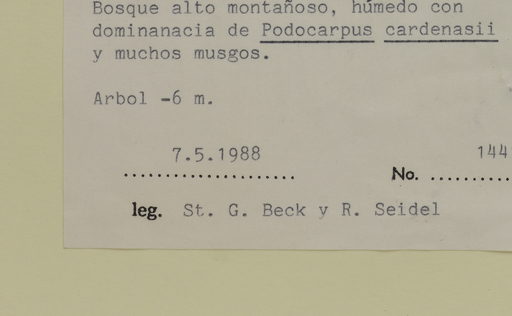 Bosque alto montañoso, húmedo con
dominanacia de Podocarpus cardenasii
y muchos musgos.
Arbol -6 m.
7.5.1988
No. 144
leg. St. G. Beck y R. Seidel